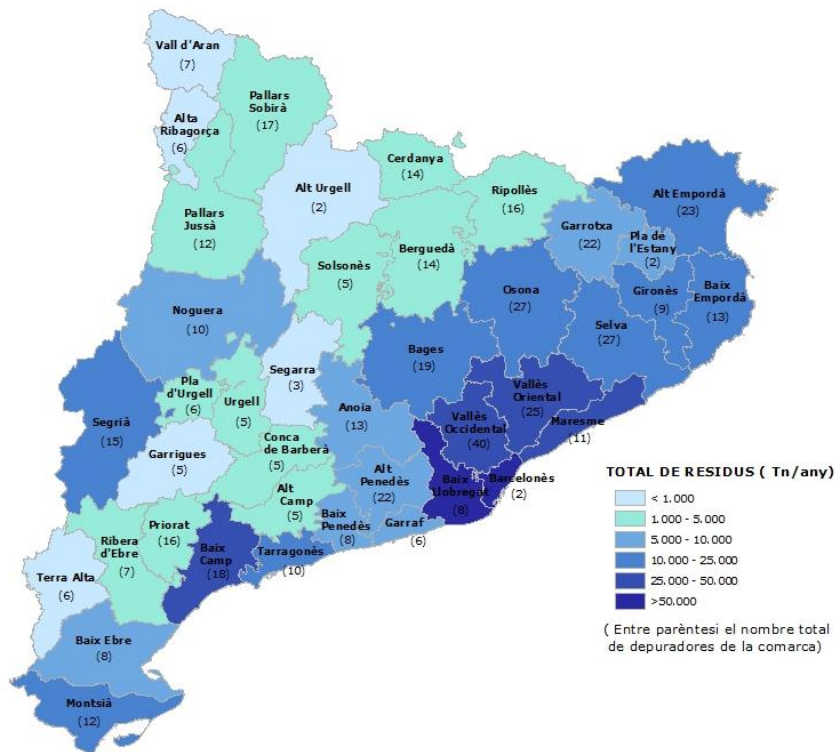 Vall d'Aran
(7)
Alta
Ribagorça
(6)
Pallars
Sobirà
(17)
Cerdanya
(14)
Alt Urgell
(2)
Ripollès
(16)
Alt Empordà
(23)
Pallars
Jussà
(12)
Garrotxa
(22)
Pla de
l'Estany
(2)
Berguedà
(14)
Solsonès
(5)
Osona
(27)
Gironès
(9)
Baix
Empordà
(13)
Noguera
(10)
Selva
(27)
Bages
(19)
Segarra
(3)
Pla
d'Urgell
(6)
Urgell
(5)
Vallès
Oriental
(25)
Segrià
(15)
Anoia
(13)
Vallès
Occidental
(40)
Maresme
(11)
Garrigues
(5)
Conca
de Barberà
(5)
Alt
Penedès
(22)
Baix
Llobregat
(8)
Barcelonès
(2)
Alt
Camp
(5)
Baix
Penedès
(8)
Garraf
(6)
Priorat
(16)
Ribera
d'Ebre
(7)
Baix
Camp
(18)
Tarragonès
(10)
Terra Alta
(6)
Baix Ebre
(8)
Montsià
(12)
TOTAL DE RESIDUS ( Tn/any)
< 1.000
1.000 - 5.000
5.000 - 10.000
10.000 - 25.000
25.000 - 50.000
>50.000
( Entre parèntesi el nombre total
de depuradores de la comarca)